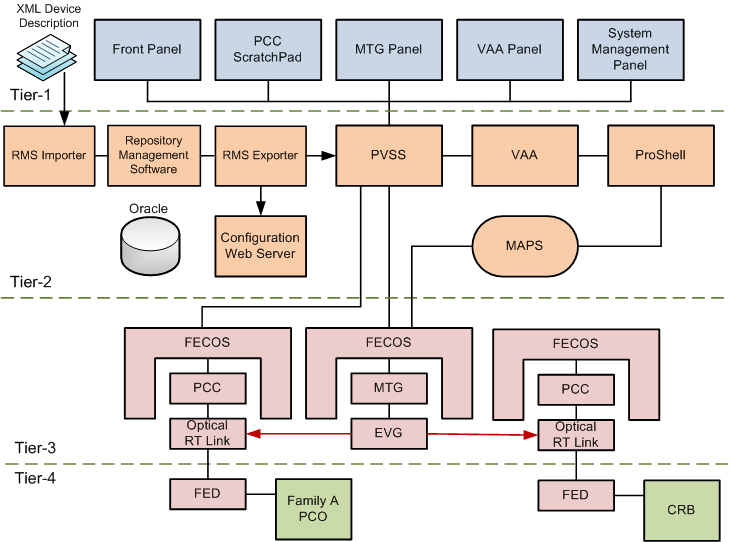 XML Device
Description
Front Panel
PCC
ScratchPad
MTG Panel
VAA Panel
System
Management
Panel
Tier-1
RMS Importer
Repository
Management
Software
RMS Exporter
PVSS
VAA
ProShell
Oracle
Configuration
Web Server
MAPS
Tier-2
FECOS
FECOS
FECOS
PCC
MTG
PCC
Optical
RT Link
EVG
Optical
RT Link
Tier-3
Tier-4
FED
Family A
PCO
FED
CRB